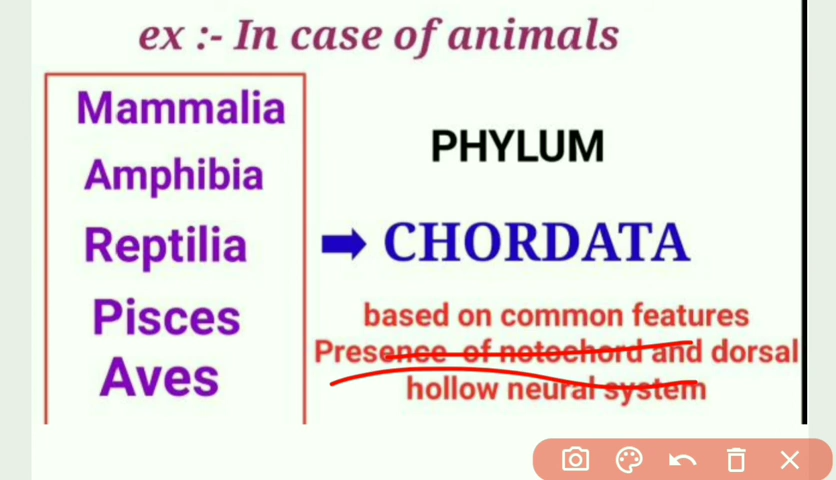 ex :- In case of animals
Mammalia
Amphibia
Reptilia
Pisces
Aves
PHYLUM
CHORDATA
based on common features
Presence of notochord and dorsal
hollow neural system